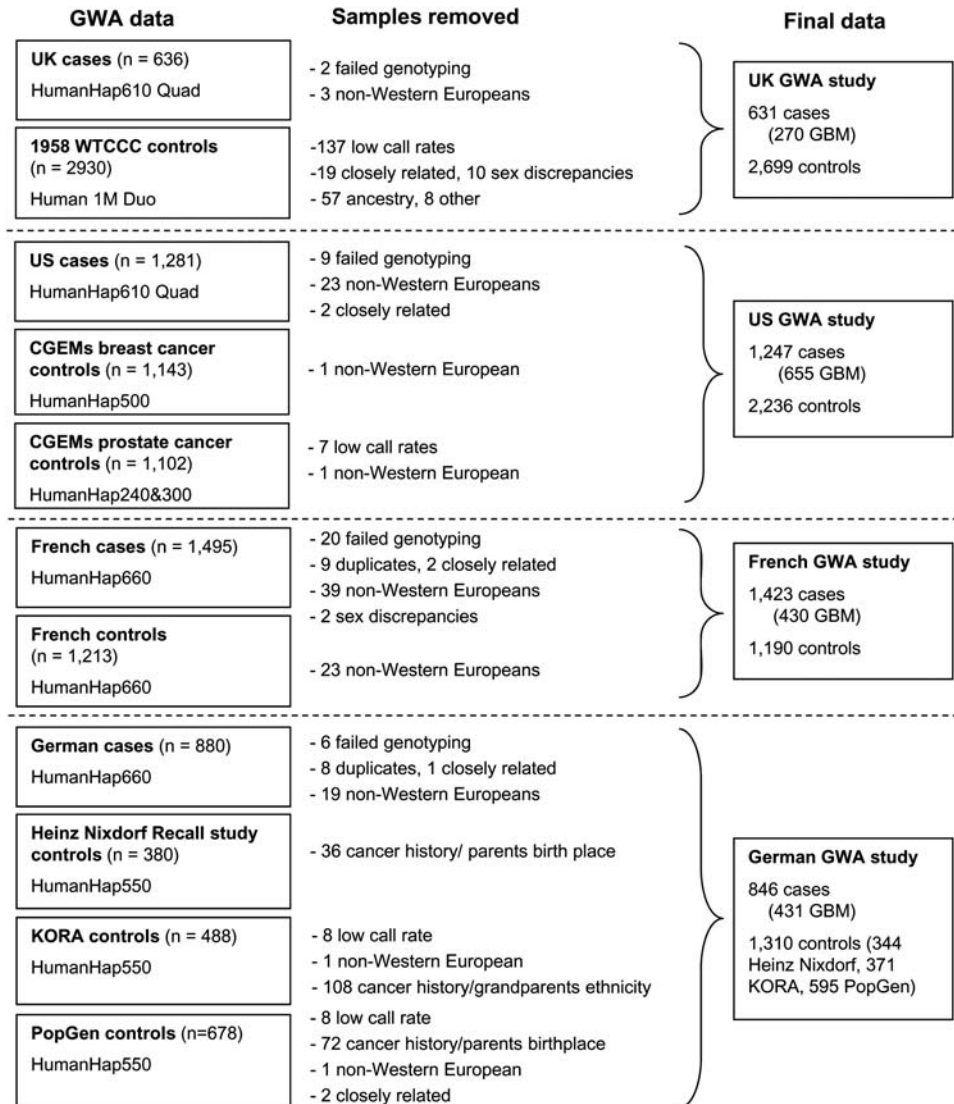 GWA data
Samples removed
Final data
UK cases (n = 636)
HumanHap610 Quad
- 2 failed genotyping
- 3 non-Western Europeans
1958 WTCCC controls
(n = 2930)
Human 1M Duo
-137 low call rates
-19 closely related, 10 sex discrepancies
- 57 ancestry, 8 other
UK GWA study
631 cases
(270 GBM)
2,699 controls
US cases (n = 1,281)
HumanHap610 Quad
- 9 failed genotyping
- 23 non-Western Europeans
- 2 closely related
CGEMs breast cancer
controls (n = 1,143)
HumanHap500
- 1 non-Western European
CGEMs prostate cancer
controls (n = 1,102)
HumanHap240&300
- 7 low call rates
- 1 non-Western European
US GWA study
1,247 cases
(655 GBM)
2,236 controls
French cases (n = 1,495)
HumanHap660
- 20 failed genotyping
- 9 duplicates, 2 closely related
- 39 non-Western Europeans
- 2 sex discrepancies
French controls
(n = 1,213)
HumanHap660
- 23 non-Western Europeans
French GWA study
1,423 cases
(430 GBM)
1,190 controls
German cases (n = 880)
HumanHap660
- 6 failed genotyping
- 8 duplicates, 1 closely related
- 19 non-Western Europeans
Heinz Nixdorf Recall study
controls (n = 380)
HumanHap550
- 36 cancer history/ parents birth place
KORA controls (n = 488)
HumanHap550
- 8 low call rate
- 1 non-Western European
- 108 cancer history/grandparents ethnicity
PopGen controls (n=678)
HumanHap550
- 8 low call rate
- 72 cancer history/parents birthplace
- 1 non-Western European
- 2 closely related
German GWA study
846 cases
(431 GBM)
1,310 controls (344
Heinz Nixdorf, 371
KORA, 595 PopGen)